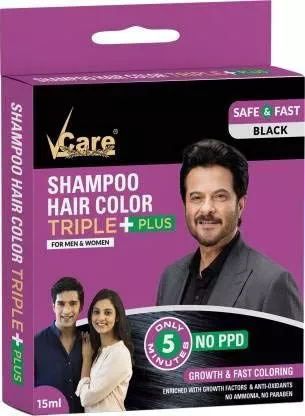 SHAMPOO HAIR COLOR TRIPLE+ PLUS
15ml
VCare
SAFE & FAST
BLACK
SHAMPOO
HAIR COLOR
TRIPLE+ PLUS
FOR MEN & WOMEN
ONLY
5
MINUTES
NO PPD
GROWTH & FAST COLORING
ENRICHED WITH GROWTH FACTORS & ANTI-OXIDANTS
NO AMMONIA, NO PARABEN